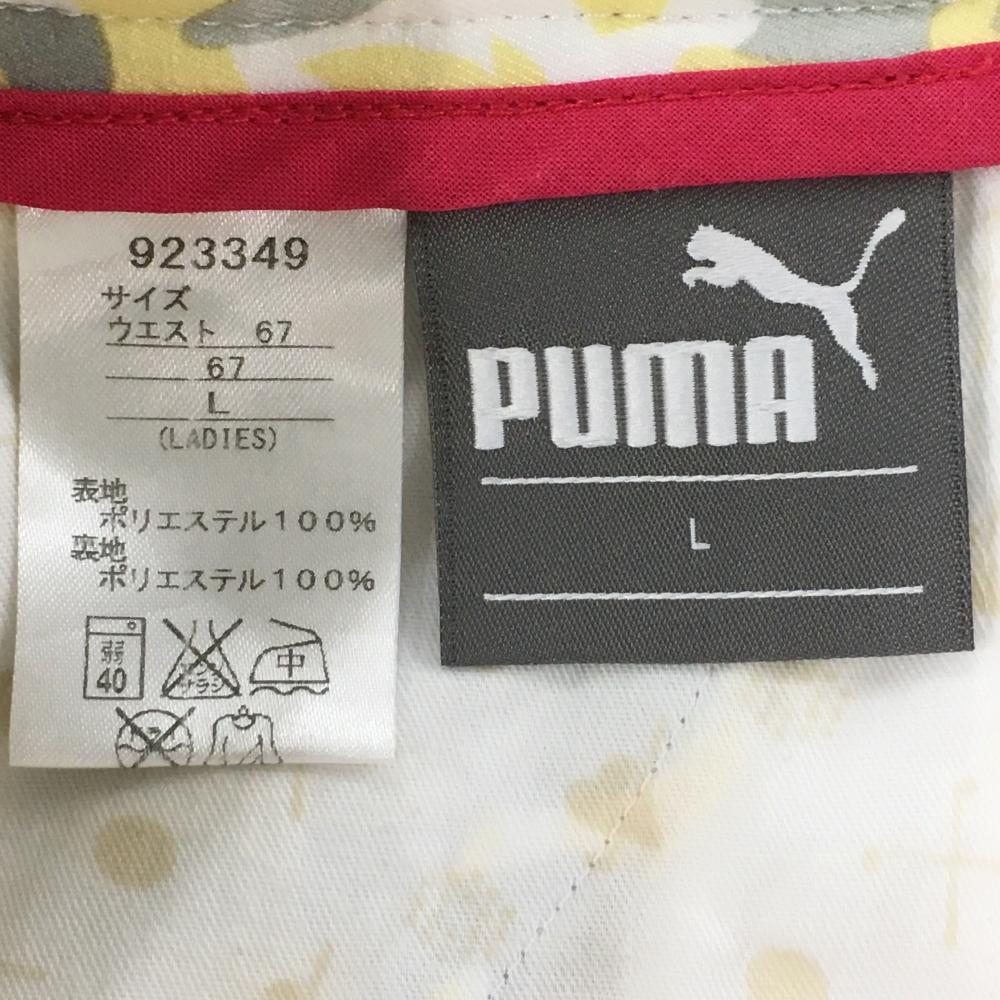 923349
サイズ
ウエスト 67
67
L
(LADIES)
表地
ポリエステル100%
裏地
ポリエステル100%
弱
40
中
PUMA
L